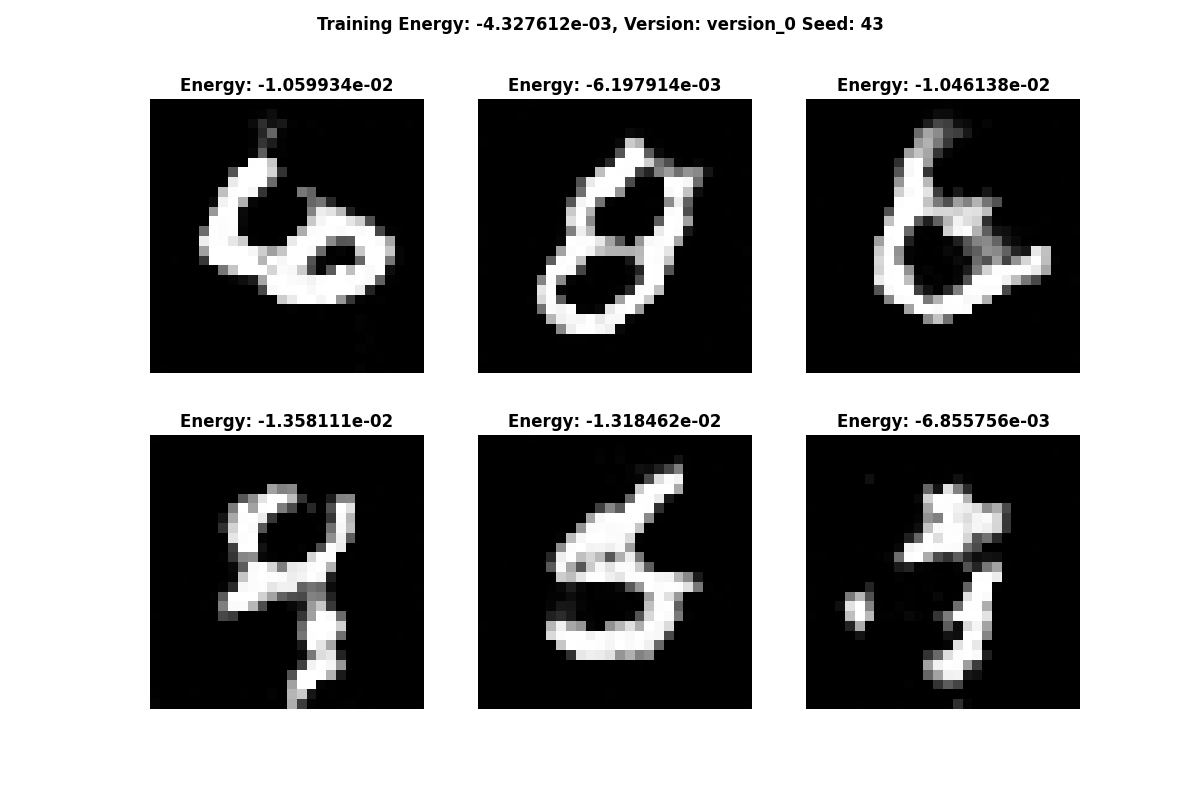 Training Energy: -4.327612e-03, Version: version_0 Seed: 43
Energy: -1.059934e-02
Energy: -6.197914e-03
Energy: -1.046138e-02
Energy: -1.358111e-02
Energy: -1.318462e-02
Energy: -6.855756e-03